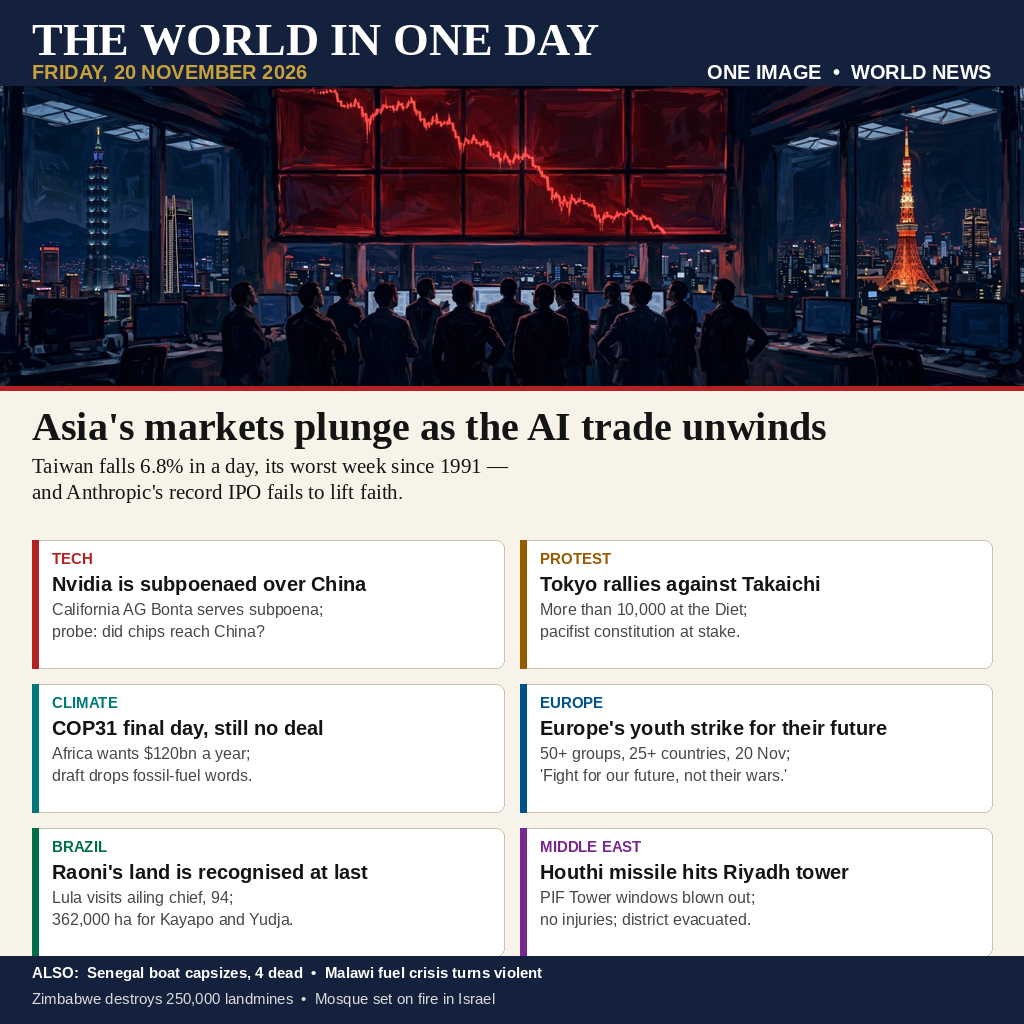 THE WORLD IN ONE DAY
FRIDAY, 20 NOVEMBER 2026
ONE IMAGE • WORLD NEWS
Asia's markets plunge as the AI trade unwinds
Taiwan falls 6.8% in a day, its worst week since 1991 —
and Anthropic's record IPO fails to lift faith.
TECH
Nvidia is subpoenaed over China
California AG Bonta serves subpoena;
probe: did chips reach China?
PROTEST
Tokyo rallies against Takaichi
More than 10,000 at the Diet;
pacifist constitution at stake.
CLIMATE
COP31 final day, still no deal
Africa wants $120bn a year;
draft drops fossil-fuel words.
EUROPE
Europe's youth strike for their future
50+ groups, 25+ countries, 20 Nov;
'Fight for our future, not their wars.'
BRAZIL
Raoni's land is recognised at last
Lula visits ailing chief, 94;
362,000 ha for Kayapo and Yudja.
MIDDLE EAST
Houthi missile hits Riyadh tower
PIF Tower windows blown out;
no injuries; district evacuated.
ALSO: Senegal boat capsizes, 4 dead • Malawi fuel crisis turns violent
Zimbabwe destroys 250,000 landmines • Mosque set on fire in Israel